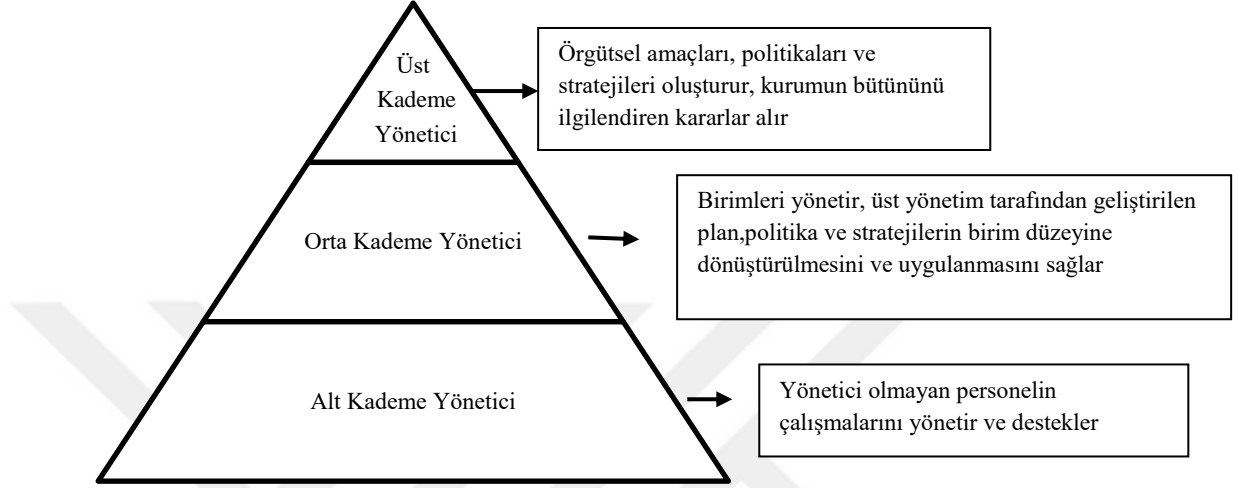 Üst
Kademe
Yönetici
Örgütsel amaçları, politikaları ve
stratejileri oluşturur, kurumun bütününü
ilgilendiren kararlar alır
Orta Kademe Yönetici
Birimleri yönetir, üst yönetim tarafından geliştirilen
plan,politika ve stratejilerin birim düzeyine
dönüştürülmesini ve uygulanmasını sağlar
Alt Kademe Yönetici
Yönetici olmayan personelin
çalışmalarını yönetir ve destekler